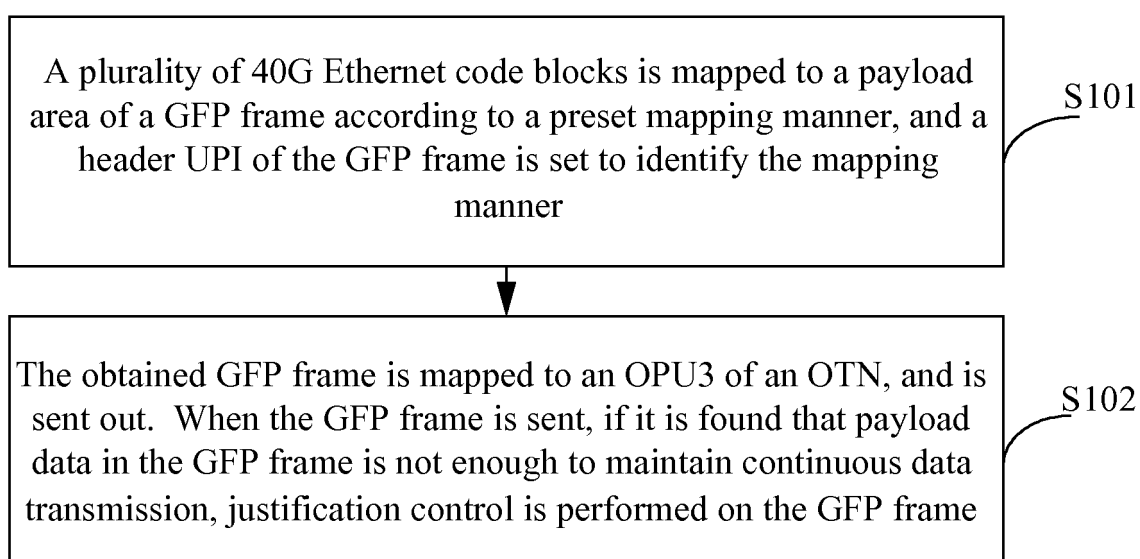 A plurality of 40G Ethernet code blocks is mapped to a payload
area of a GFP frame according to a preset mapping manner, and a
header UPI of the GFP frame is set to identify the mapping
manner
S101
The obtained GFP frame is mapped to an OPU3 of an OTN, and is
sent out. When the GFP frame is sent, if it is found that payload
data in the GFP frame is not enough to maintain continuous data
transmission, justification control is performed on the GFP frame
S102